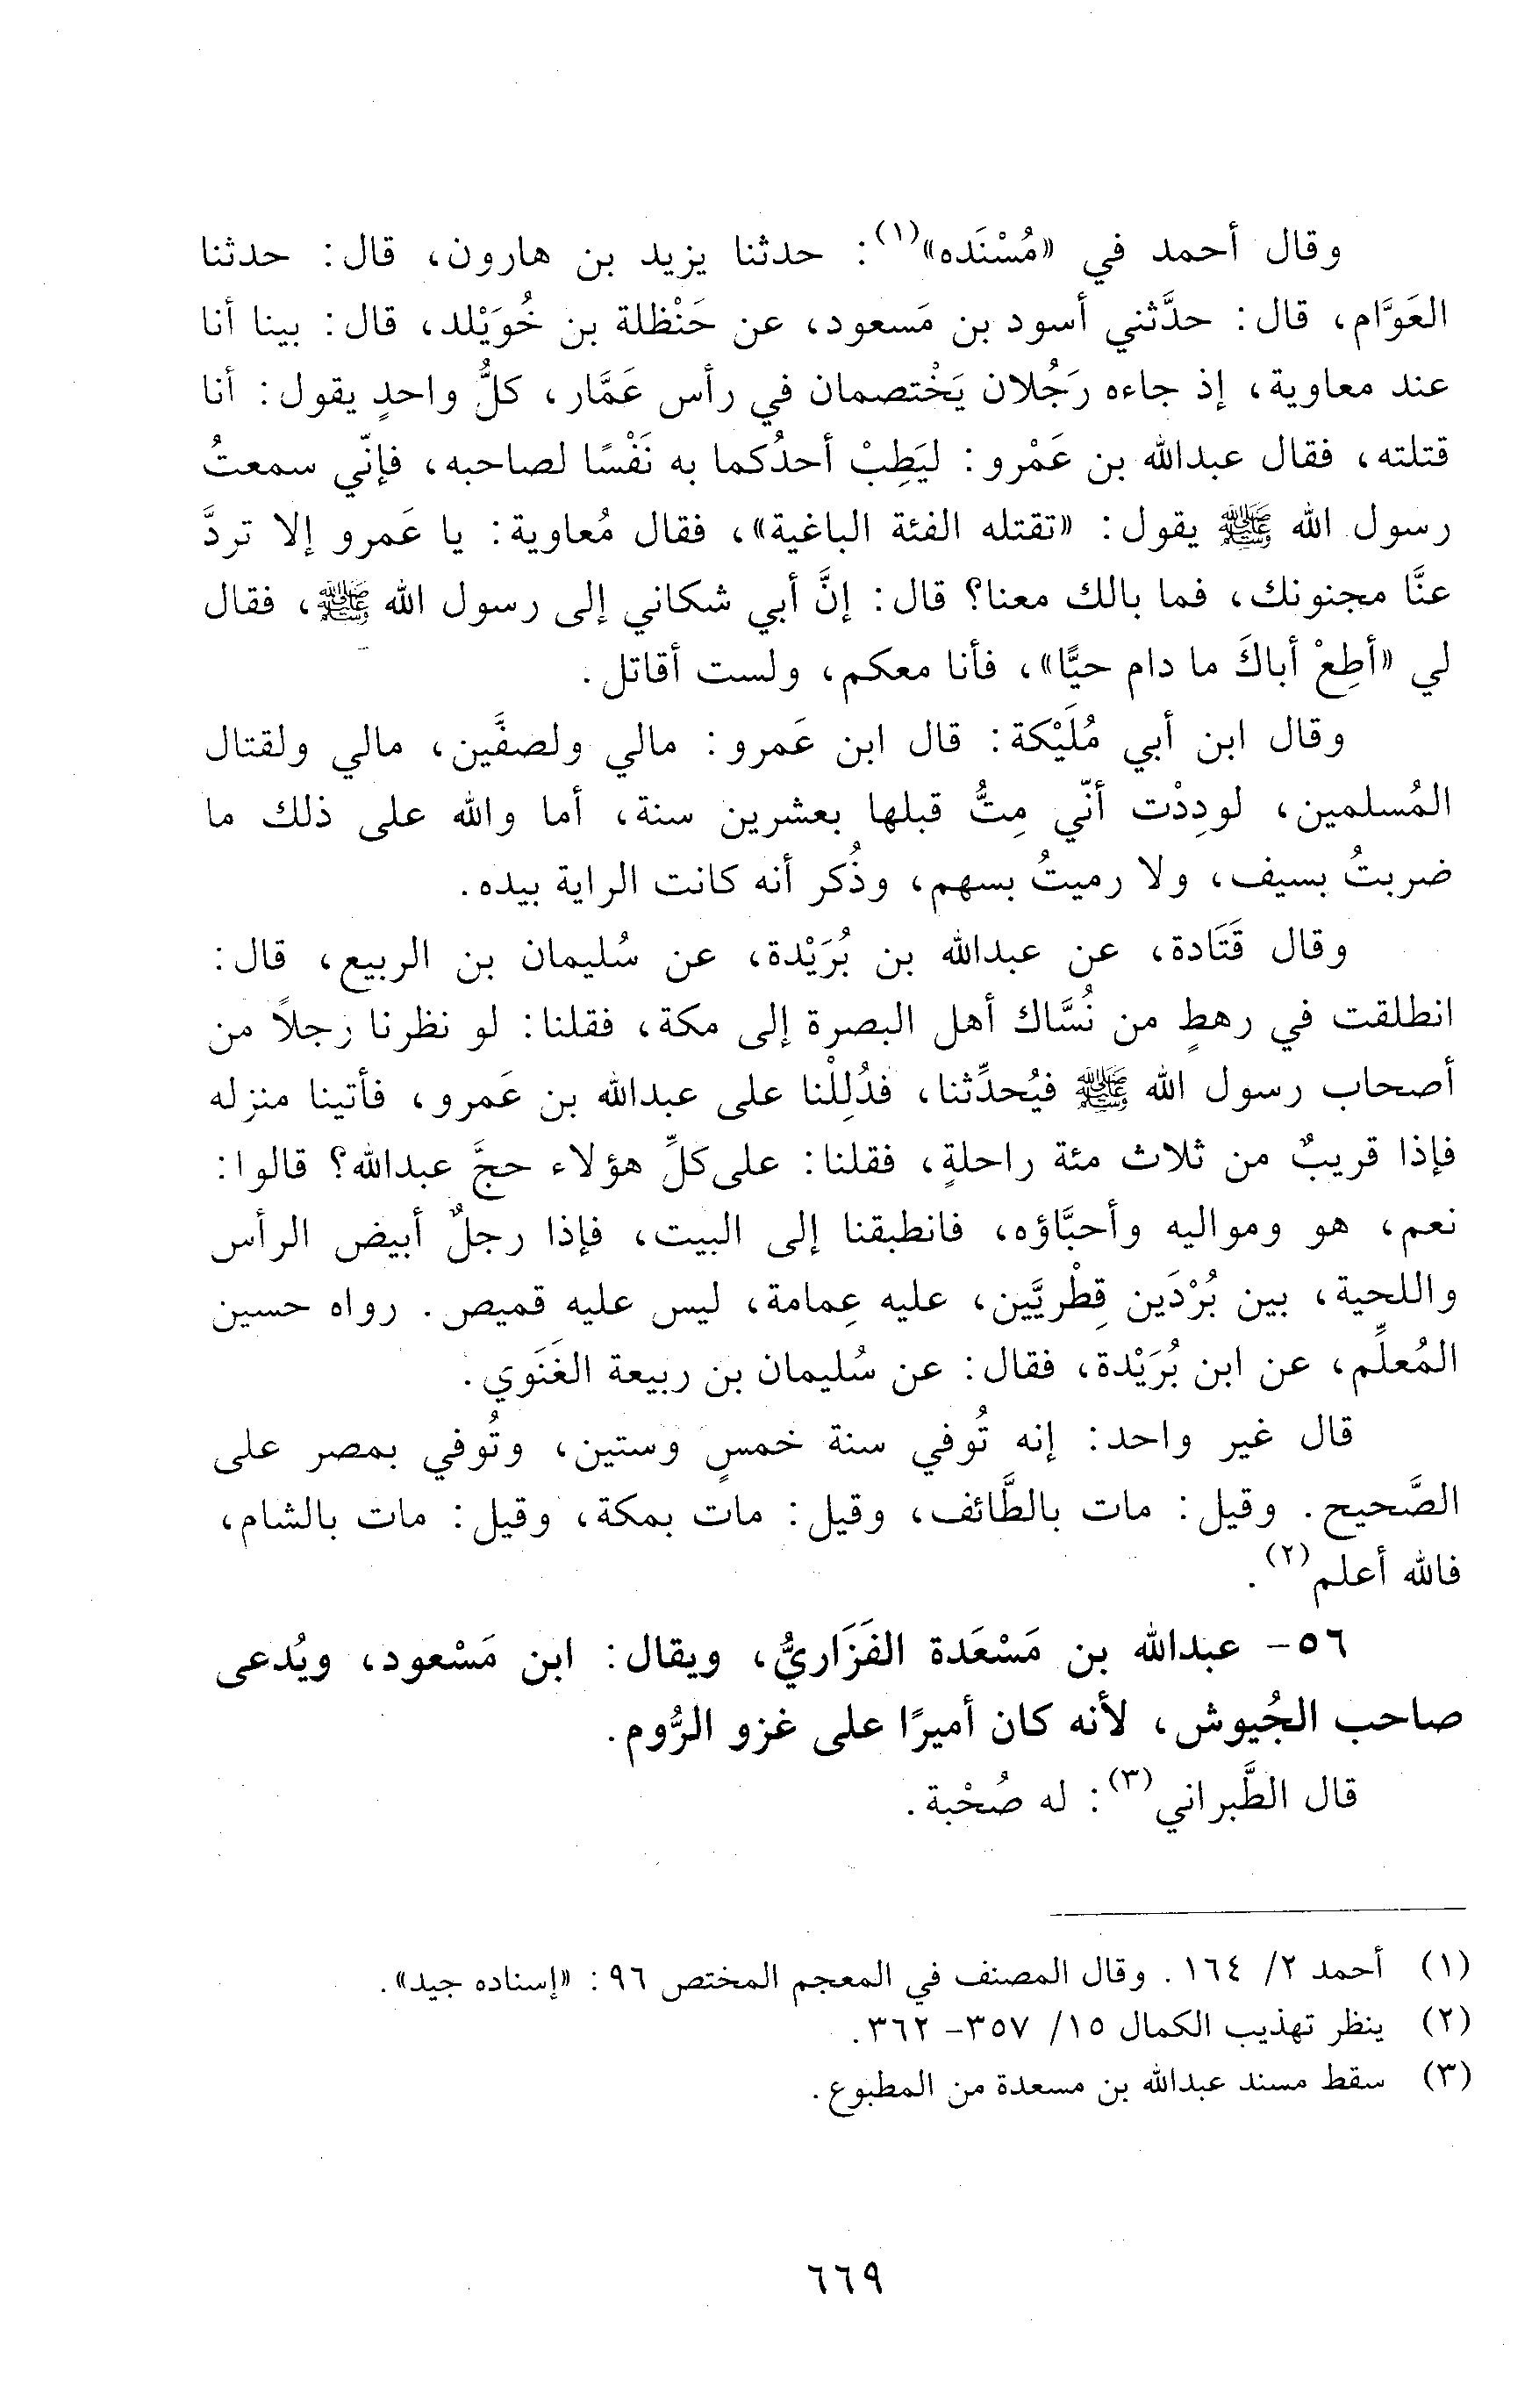 وقال أحمد في «مُسْنَده»(١): حدثنا يزيد بن هارون، قال: حدثنا
العَوَّام، قال: حدَّثني أسود بن مَسعود، عن حَنْظلة بن خُوَيْلد، قال: بينا أنا
عند معاوية، إذ جاءه رَجُلان يَخْتصمان في رأس عَمَّار، كلُّ واحدٍ يقول: أنا
قتلته، فقال عبدالله بن عَمْرو: ليَطِبْ أحدُكما به نَفْسًا لصاحبه، فإنّي سمعتُ
رسول الله ﷺ يقول: «تقتله الفئة الباغية»، فقال مُعاوية: يا عَمرو إلا تردَّ
عنَّا مجنونك، فما بالك معنا؟ قال: إنَّ أبي شكاني إلى رسول الله ﷺ، فقال
لي «أطِعْ أباكَ ما دام حيًّا»، فأنا معكم، ولست أقاتل.
وقال ابن أبي مُلَيْكة: قال ابن عَمرو: مالي ولصفَّين، مالي ولقتال
المُسلمين، لودِدْت أنّي مِتُّ قبلها بعشرين سنة، أما والله على ذلك ما
ضربتُ بسيف، ولا رميتُ بسهم، وذُكر أنه كانت الراية بيده.
وقال قَتَادة، عن عبدالله بن بُرَيْدة، عن سُليمان بن الربيع، قال:
انطلقت في رهطٍ من نُسَّاك أهل البصرة إلى مكة، فقلنا: لو نظرنا رجلاً من
أصحاب رسول الله ﷺ فيُحدِّثنا، فدُلِلْنا على عبدالله بن عَمرو، فأتينا منزله
فإذا قريبٌ من ثلاث مئة راحلةٍ، فقلنا: على كلِّ هؤلاء حجَّ عبدالله؟ قالوا:
نعم، هو ومواليه وأحبَّاؤه، فانطبقنا إلى البيت، فإذا رجلٌ أبيض الرأس
واللحية، بين بُرْدَين قِطْريَّين، عليه عِمامة، ليس عليه قميص. رواه حسين
المُعلِّم، عن ابن بُرَيْدة، فقال: عن سُليمان بن ربيعة الغَنَوي.
قال غير واحد: إنه تُوفي سنة خمسٍ وستين، وتُوفي بمصر على
الصَّحيح. وقيل: مات بالطَّائف، وقيل: مات بمكة، وقيل: مات بالشام،
فالله أعلم(٢).
٥٦- عبدالله بن مَسْعَدة الفَزَاريُّ، ويقال: ابن مَسْعود، ويُدعى
صاحب الجُيوش، لأنه كان أميرًا على غزو الرُّوم.
قال الطَّبراني(٣): له صُحْبة.
(١) أحمد ٢/ ١٦٤. وقال المصنف في المعجم المختص ٩٦: «إسناده جيد».
(٢) ينظر تهذيب الكمال ١٥/ ٣٥٧- ٣٦٢.
(٣) سقط مسند عبدالله بن مسعدة من المطبوع.
٦٦٩